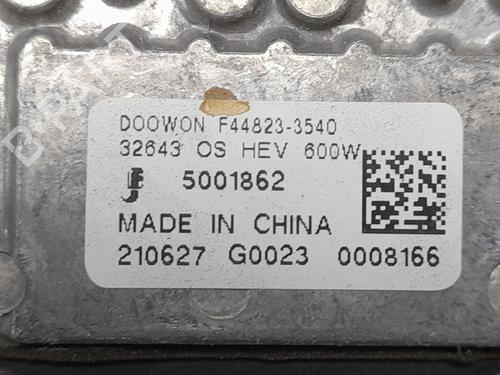 DOOWON F44823-3540
32643 OS HEV 600W
5001862
MADE IN CHINA
210627 G0023 0008166